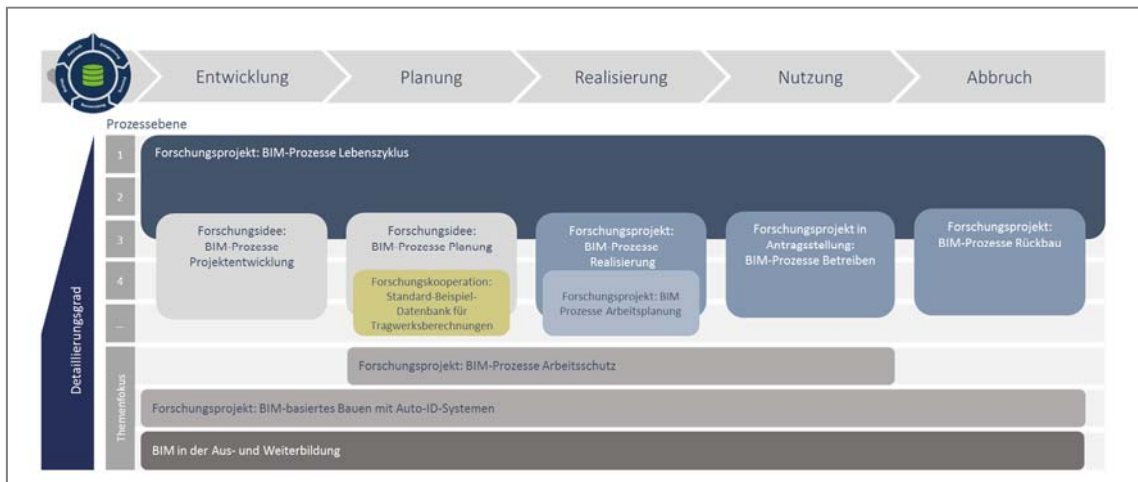 Entwicklung
Planung
Realisierung
Nutzung
Abbruch
Prozessebene
Detaillierungsgrad
1
2
3
4
...
Themenfokus
Forschungsprojekt: BIM-Prozesse Lebenszyklus
Forschungsidee:
BIM-Prozesse
Projektentwicklung
Forschungsidee:
BIM-Prozesse Planung
Forschungskooperation:
Standard-Beispiel-
Datenbank für
Tragwerksberechnungen
Forschungsprojekt:
BIM-Prozesse
Realisierung
Forschungsprojekt: BIM
Prozesse Arbeitsplanung
Forschungsprojekt in
Antragsstellung:
BIM-Prozesse Betreiben
Forschungsprojekt:
BIM-Prozesse Rückbau
Forschungsprojekt: BIM-Prozesse Arbeitsschutz
Forschungsprojekt: BIM-basiertes Bauen mit Auto-ID-Systemen
BIM in der Aus- und Weiterbildung